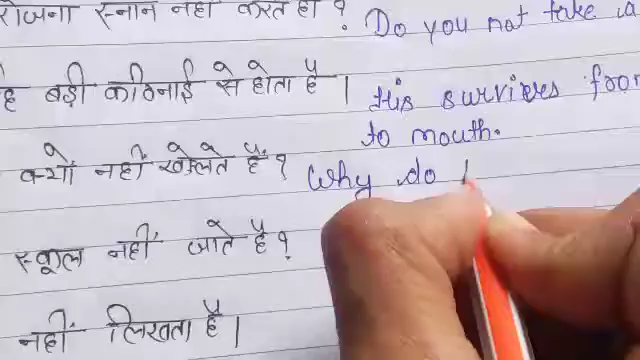 रोजना स्नान नहीं करते हो? Do you not take a
बड़ी कठिनाई से होता है। His survives from
to mouth.
वे क्यों नहीं खेलते हैं? Why do
स्कूल नहीं जाते है?
नहीं लिखता है।